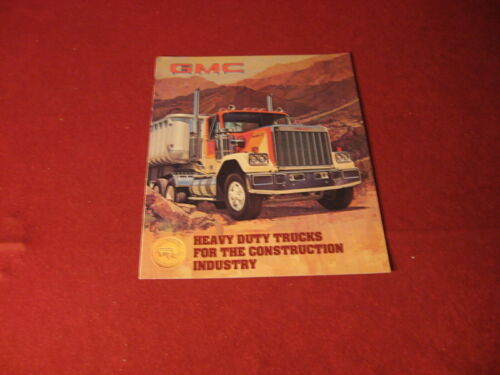 GMC
HEAVY DUTY TRUCKS
FOR THE CONSTRUCTION
INDUSTRY